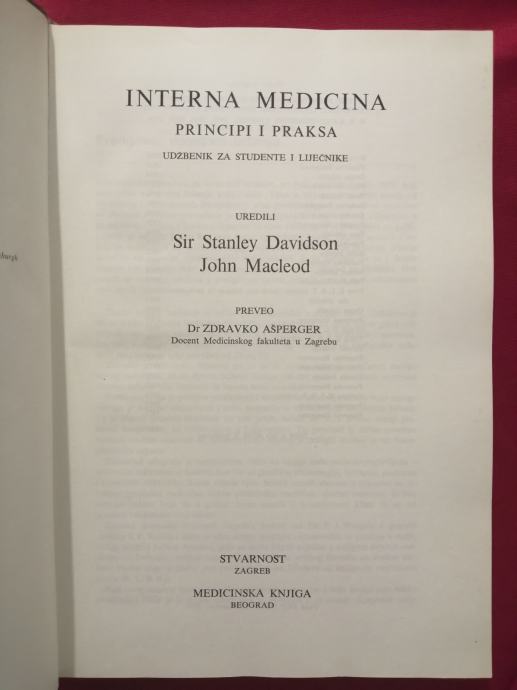 INTERNA MEDICINA
PRINCIPI I PRAKSA
UDŽBENIK ZA STUDENTE I LIJEČNIKE
UREDILI
Sir Stanley Davidson
John Macleod
PREVEO
Dr ZDRAVKO AŠPERGER
Docent Medicinskog fakulteta u Zagrebu
STVARNOST
ZAGREB
MEDICINSKA KNJIGA
BEOGRAD